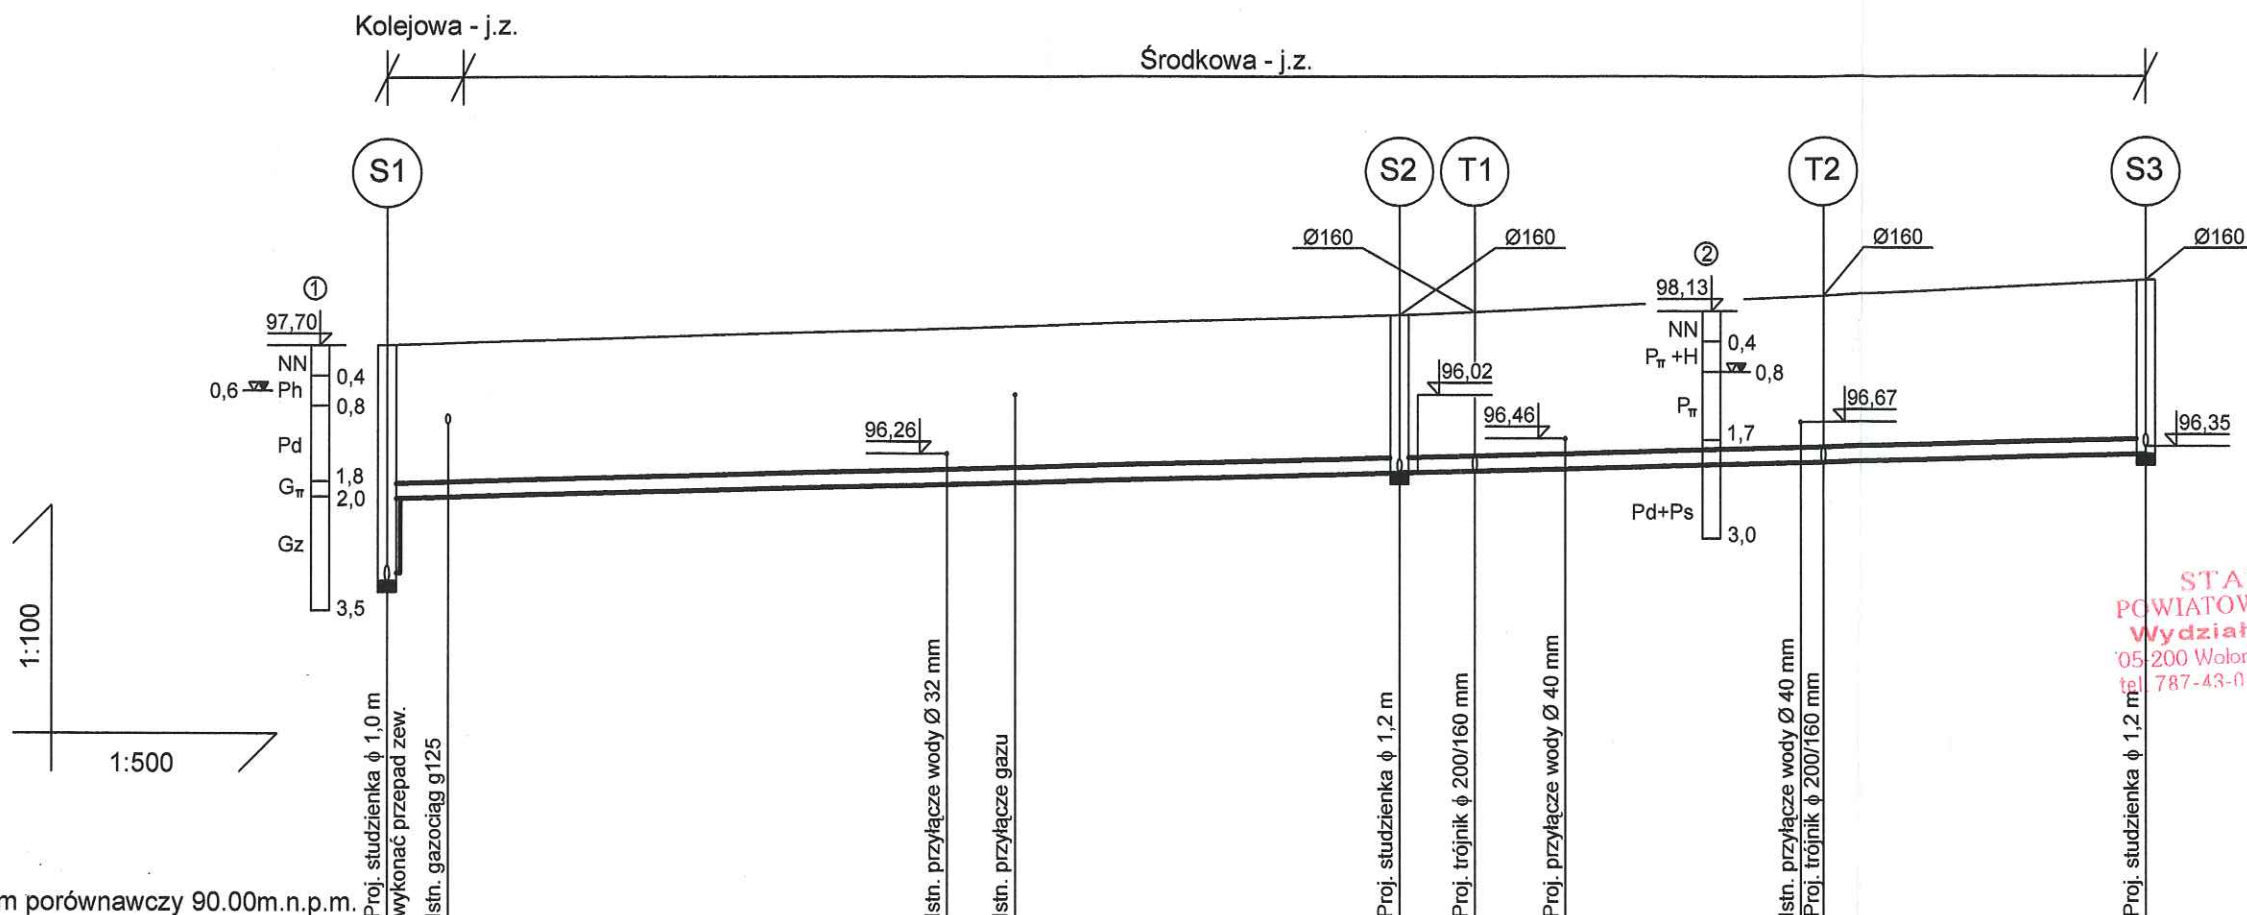 Kolejowa - j.z.
Środkowa - j.z.
S1
S2
T1
T2
S3
Ø160
Ø160
Ø160
Ø160
1
97,70
NN
0,4
0,6
Ph
0,8
Pd
1,8
Gπ
2,0
Gz
3,5
2
98,13
NN
0,4
Pπ +H
0,8
Pπ
1,7
Pd+Ps
3,0
96,26
96,02
96,46
96,67
96,35
1:100
1:500
Proj. studzienka ϕ 1,0 m
wykonać przepad zew.
Istn. gazociąg g125
Istn. przyłącze wody Ø 32 mm
Istn. przyłącze gazu
Proj. studzienka ϕ 1,2 m
Proj. trójnik ϕ 200/160 mm
Proj. przyłącze wody Ø 40 mm
Istn. przyłącze wody Ø 40 mm
Proj. trójnik ϕ 200/160 mm
Proj. studzienka ϕ 1,2 m
STA
POWIATOW
Wydział
05-200 Woło
tel. 787-43-0
m porównawczy 90.00m.n.p.m.